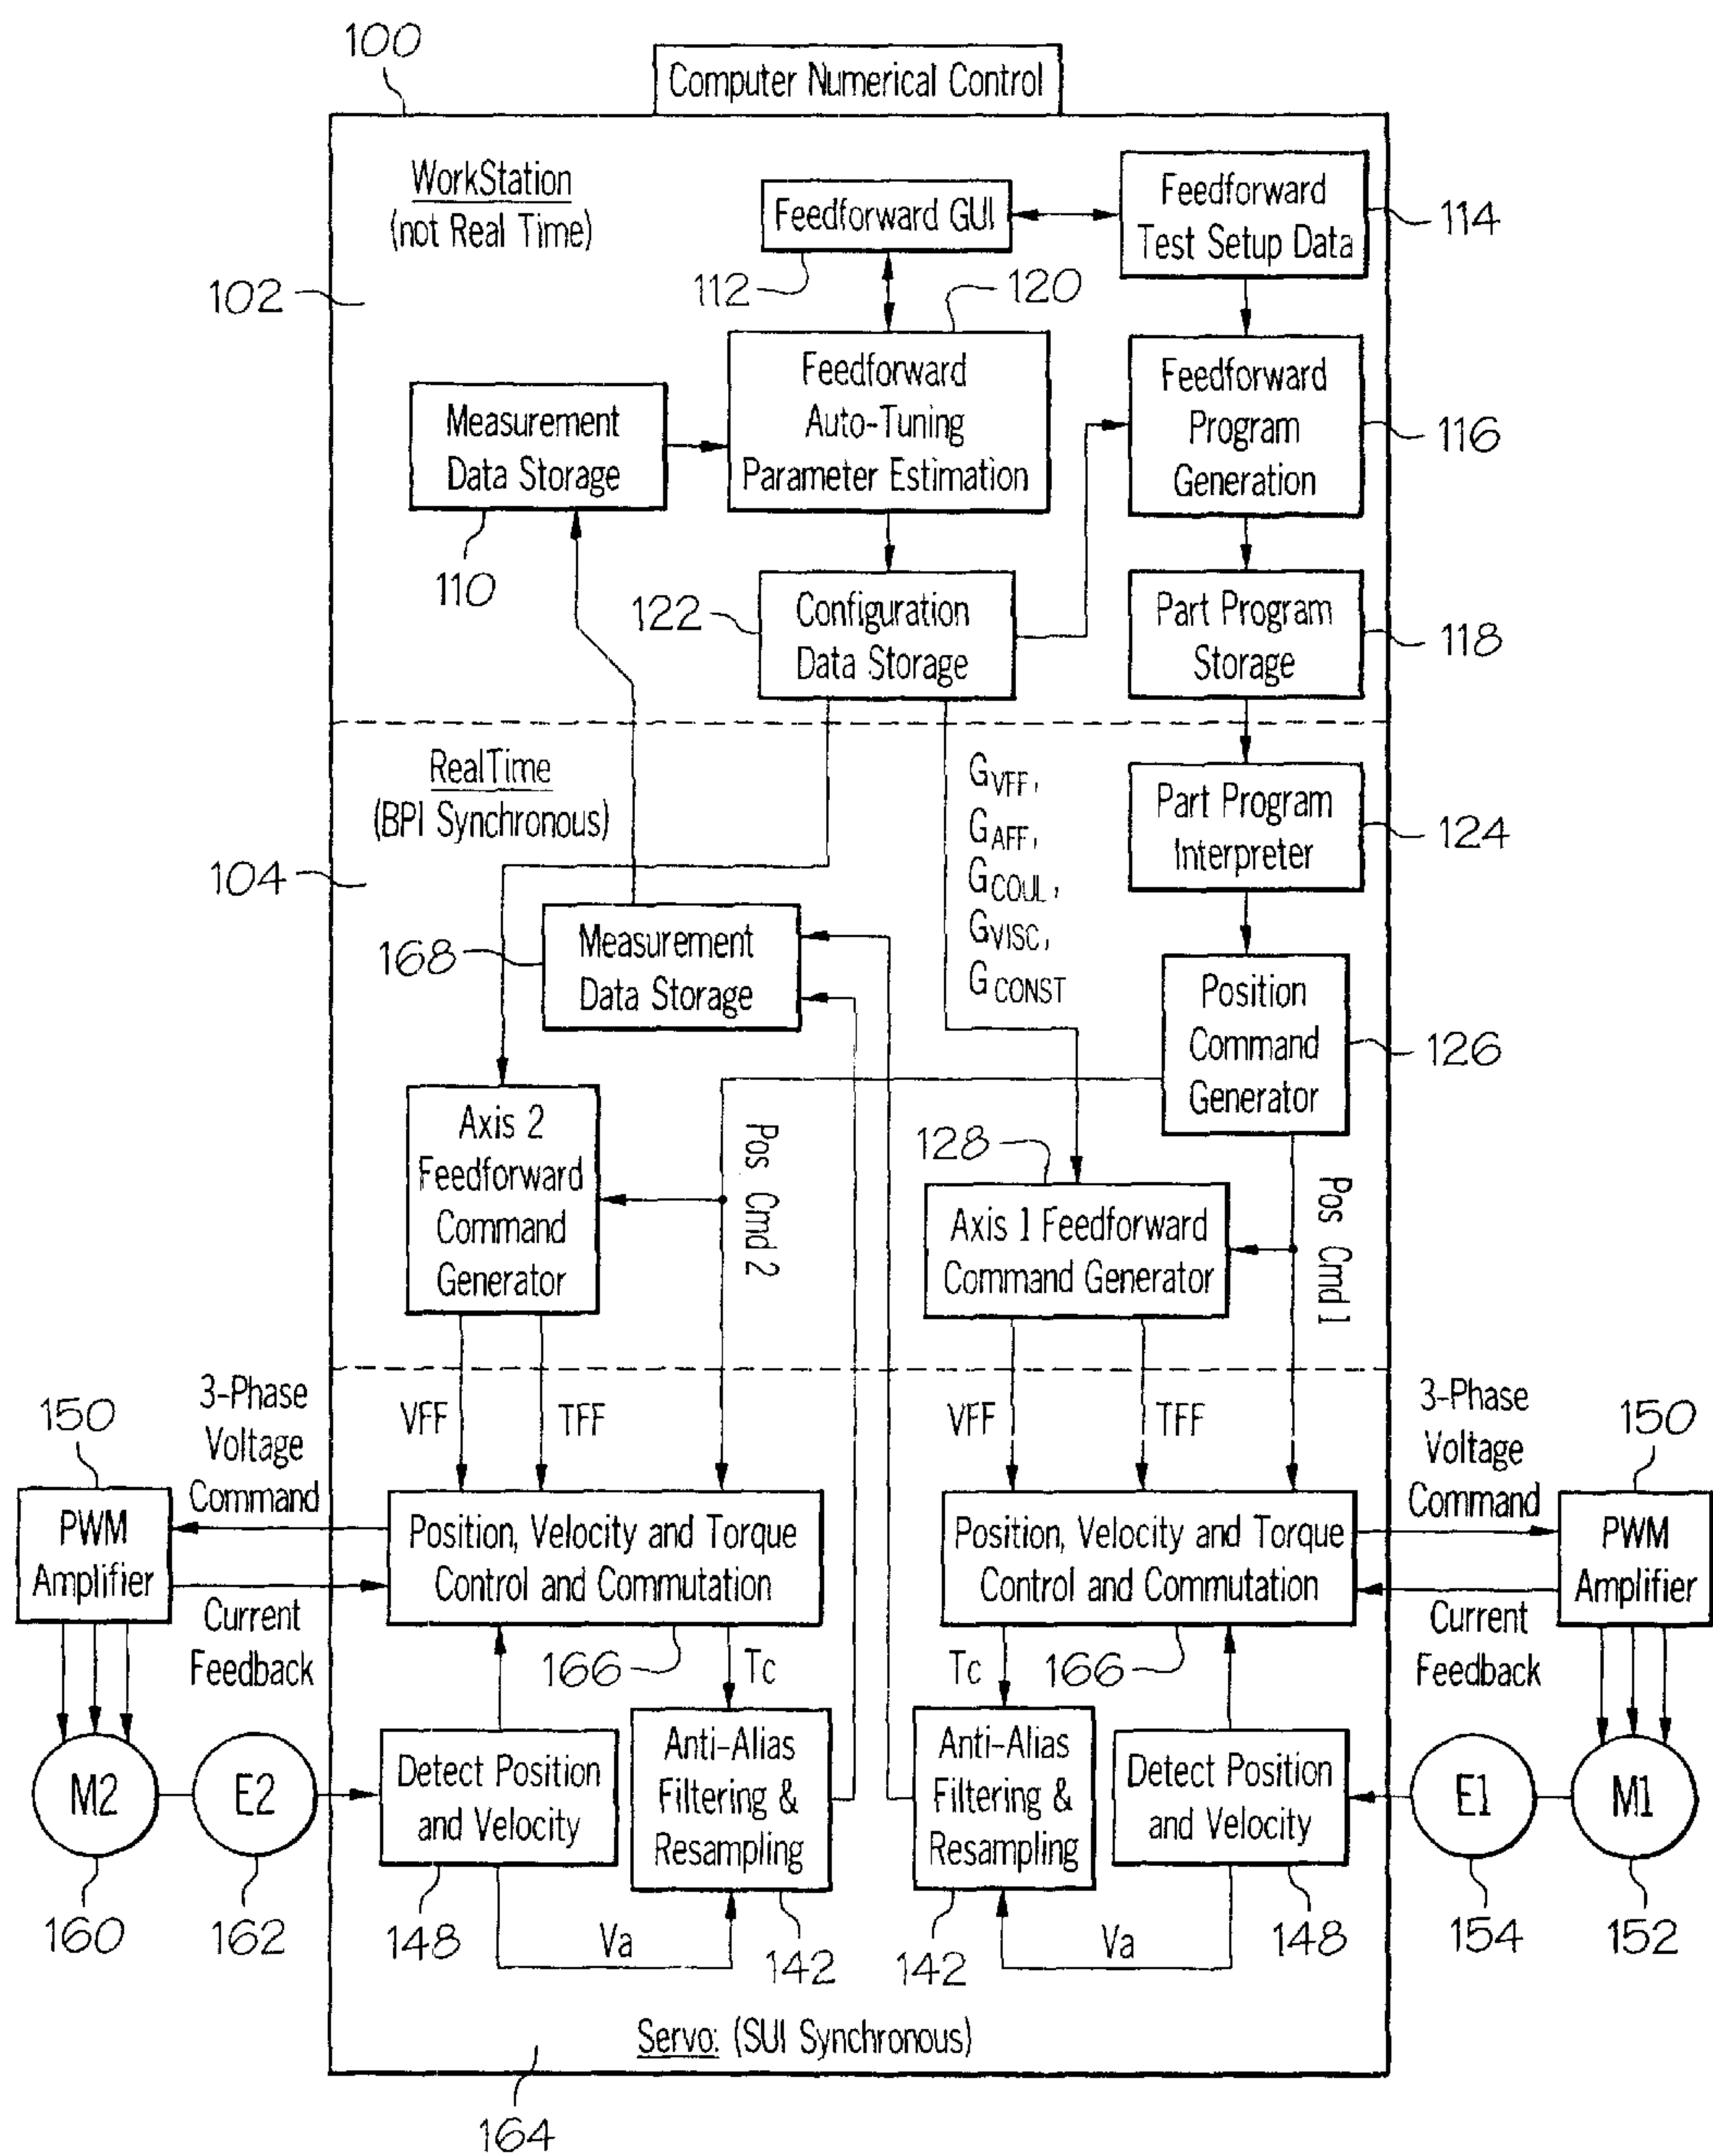 100
Computer Numerical Control
WorkStation
(not Real Time)
102
Feedforward GUI
112
Feedforward
Test Setup Data
114
120
Feedforward
Auto-Tuning
Parameter Estimation
Feedforward
Program
Generation
116
Measurement
Data Storage
110
122
Configuration
Data Storage
Part Program
Storage
118
RealTime
(BPI Synchronous)
104
G VFF,
G AFF,
G COUL,
G VISC,
G CONST
Part Program
Interpreter
124
168
Measurement
Data Storage
Position
Command
Generator
126
Axis 2
Feedforward
Command
Generator
Pos Cmd 2
128
Axis 1 Feedforward
Command Generator
Pos Cmd 1
150
3-Phase
Voltage
Command
VFF
TFF
VFF
TFF
3-Phase
Voltage
Command
150
PWM
Amplifier
Position, Velocity and Torque
Control and Commutation
Position, Velocity and Torque
Control and Commutation
PWM
Amplifier
Current
Feedback
166
Tc
Tc
166
Current
Feedback
M2
E2
Detect Position
and Velocity
Anti-Alias
Filtering &
Resampling
Anti-Alias
Filtering &
Resampling
Detect Position
and Velocity
E1
M1
160
162
148
Va
142
142
Va
148
154
152
Servo: (SUI Synchronous)
164